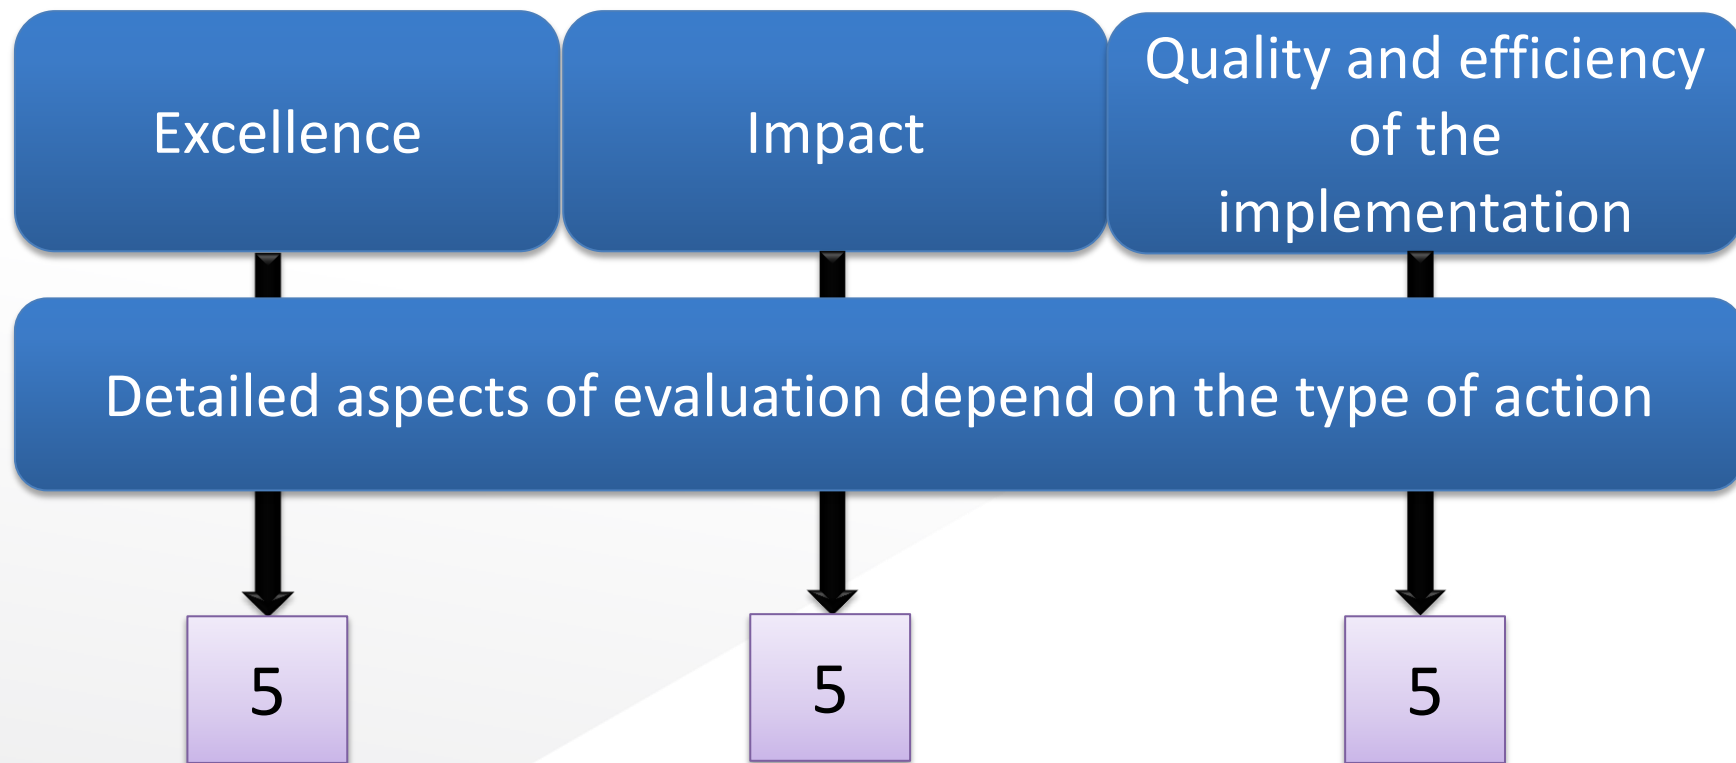 Excellence
Impact
Quality and efficiency
of the
implementation
Detailed aspects of evaluation depend on the type of action
5
5
5